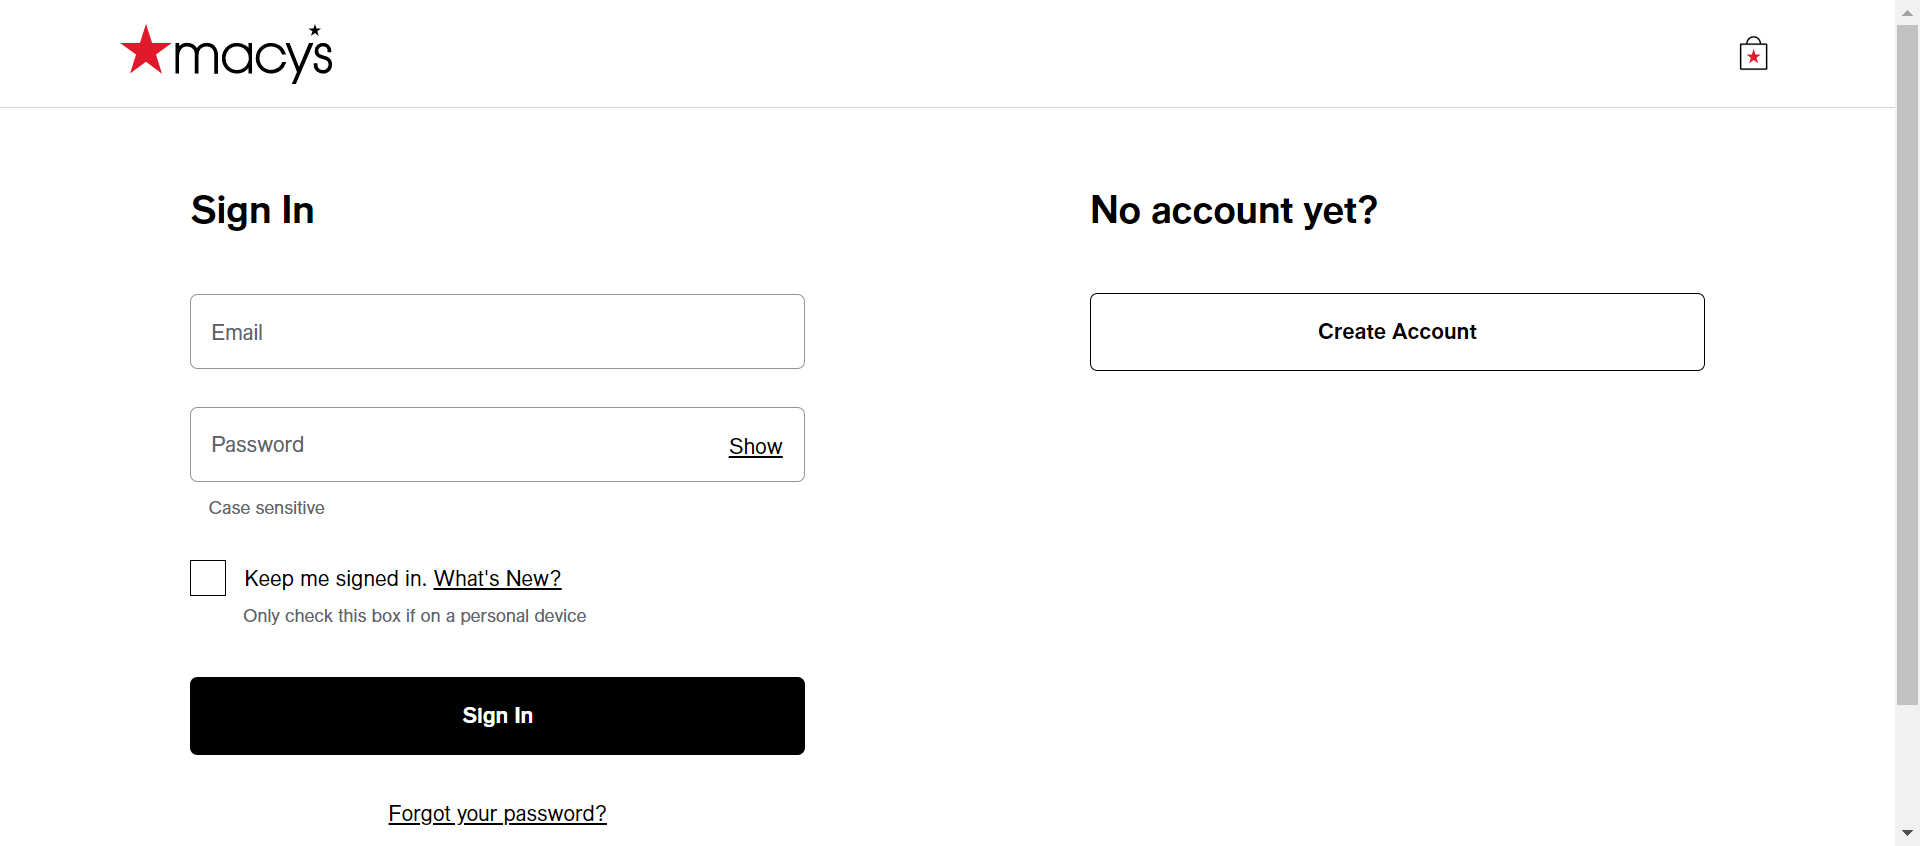 macy's
Sign In
Email
Password
Show
Case sensitive
Keep me signed in. What's New?
Only check this box if on a personal device
Sign In
Forgot your password?
No account yet?
Create Account